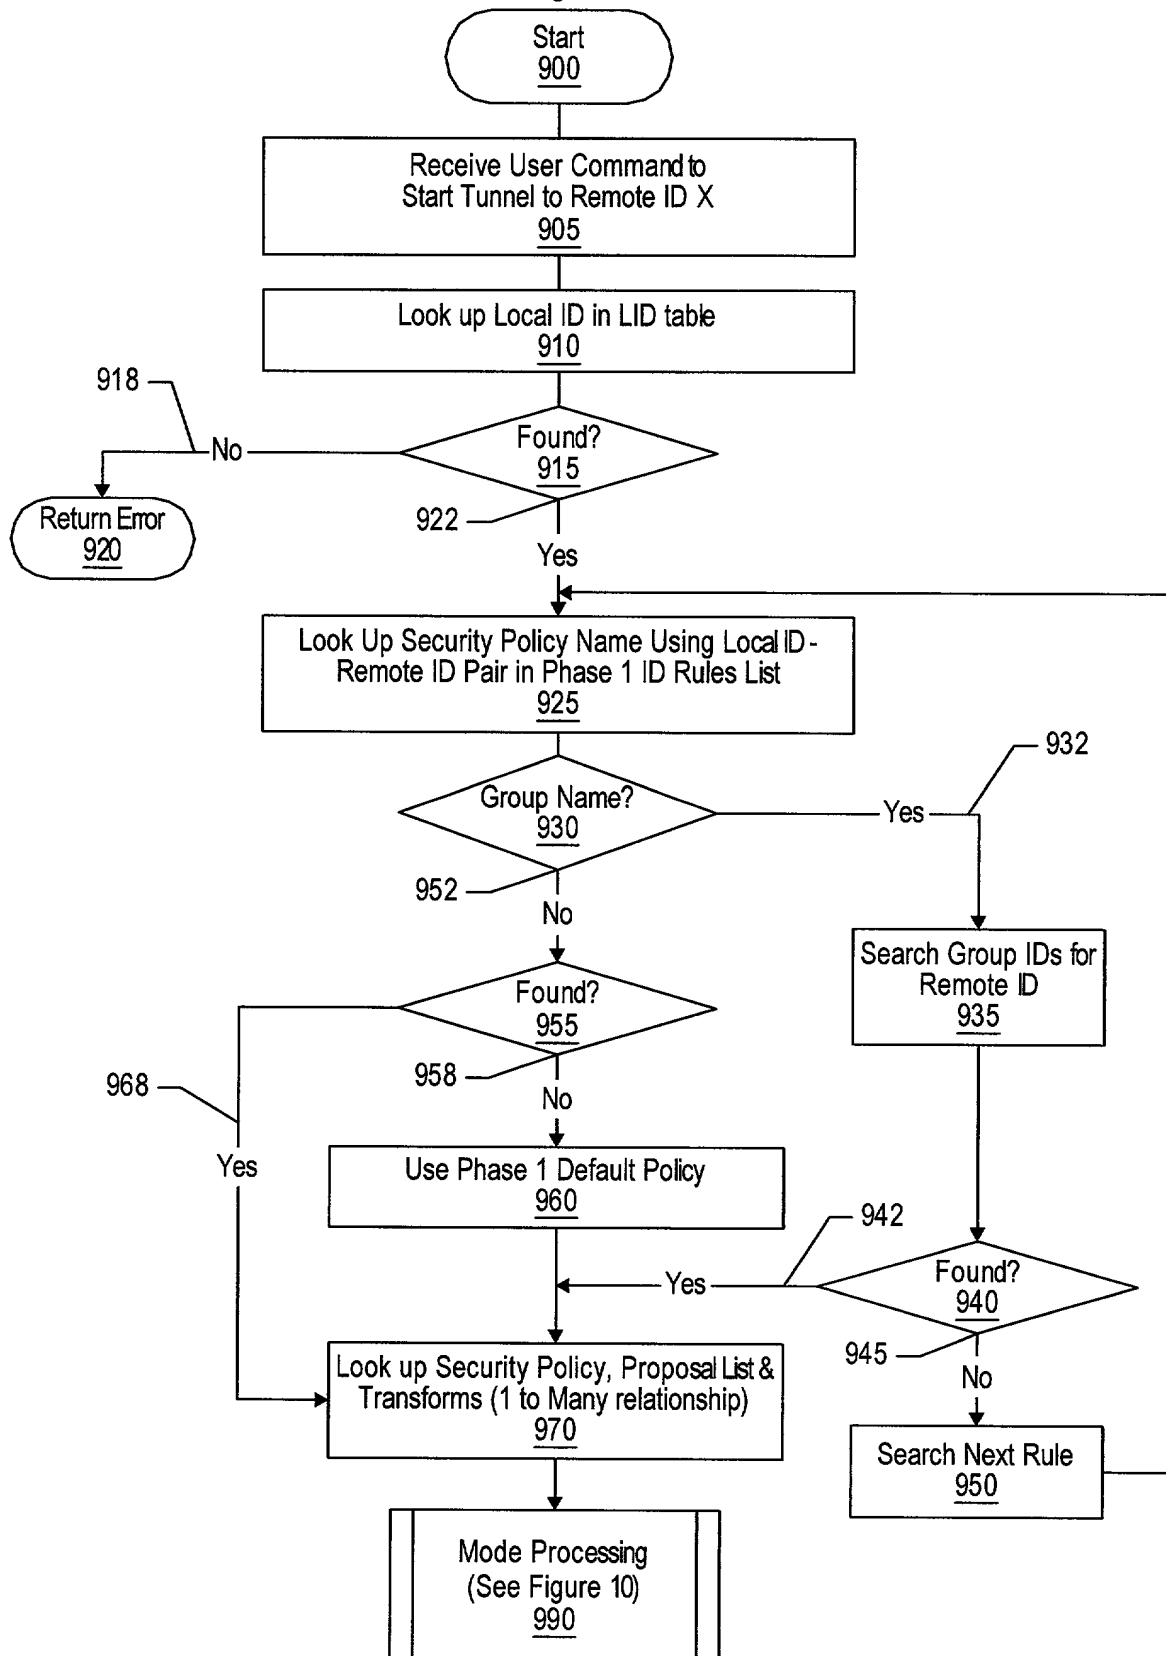 Start
900
Receive User Command to
Start Tunnel to Remote ID X
905
Look up Local ID in LID table
910
918
No
Found?
915
Return Error
920
922
Yes
Look Up Security Policy Name Using Local ID -
Remote ID Pair in Phase 1 ID Rules List
925
932
Group Name?
930
Yes
952
No
Search Group IDs for
Remote ID
935
Found?
955
958
No
968
Yes
Use Phase 1 Default Policy
960
942
Yes
Found?
940
945
No
Look up Security Policy, Proposal List &
Transforms (1 to Many relationship)
970
Search Next Rule
950
Mode Processing
(See Figure 10)
990